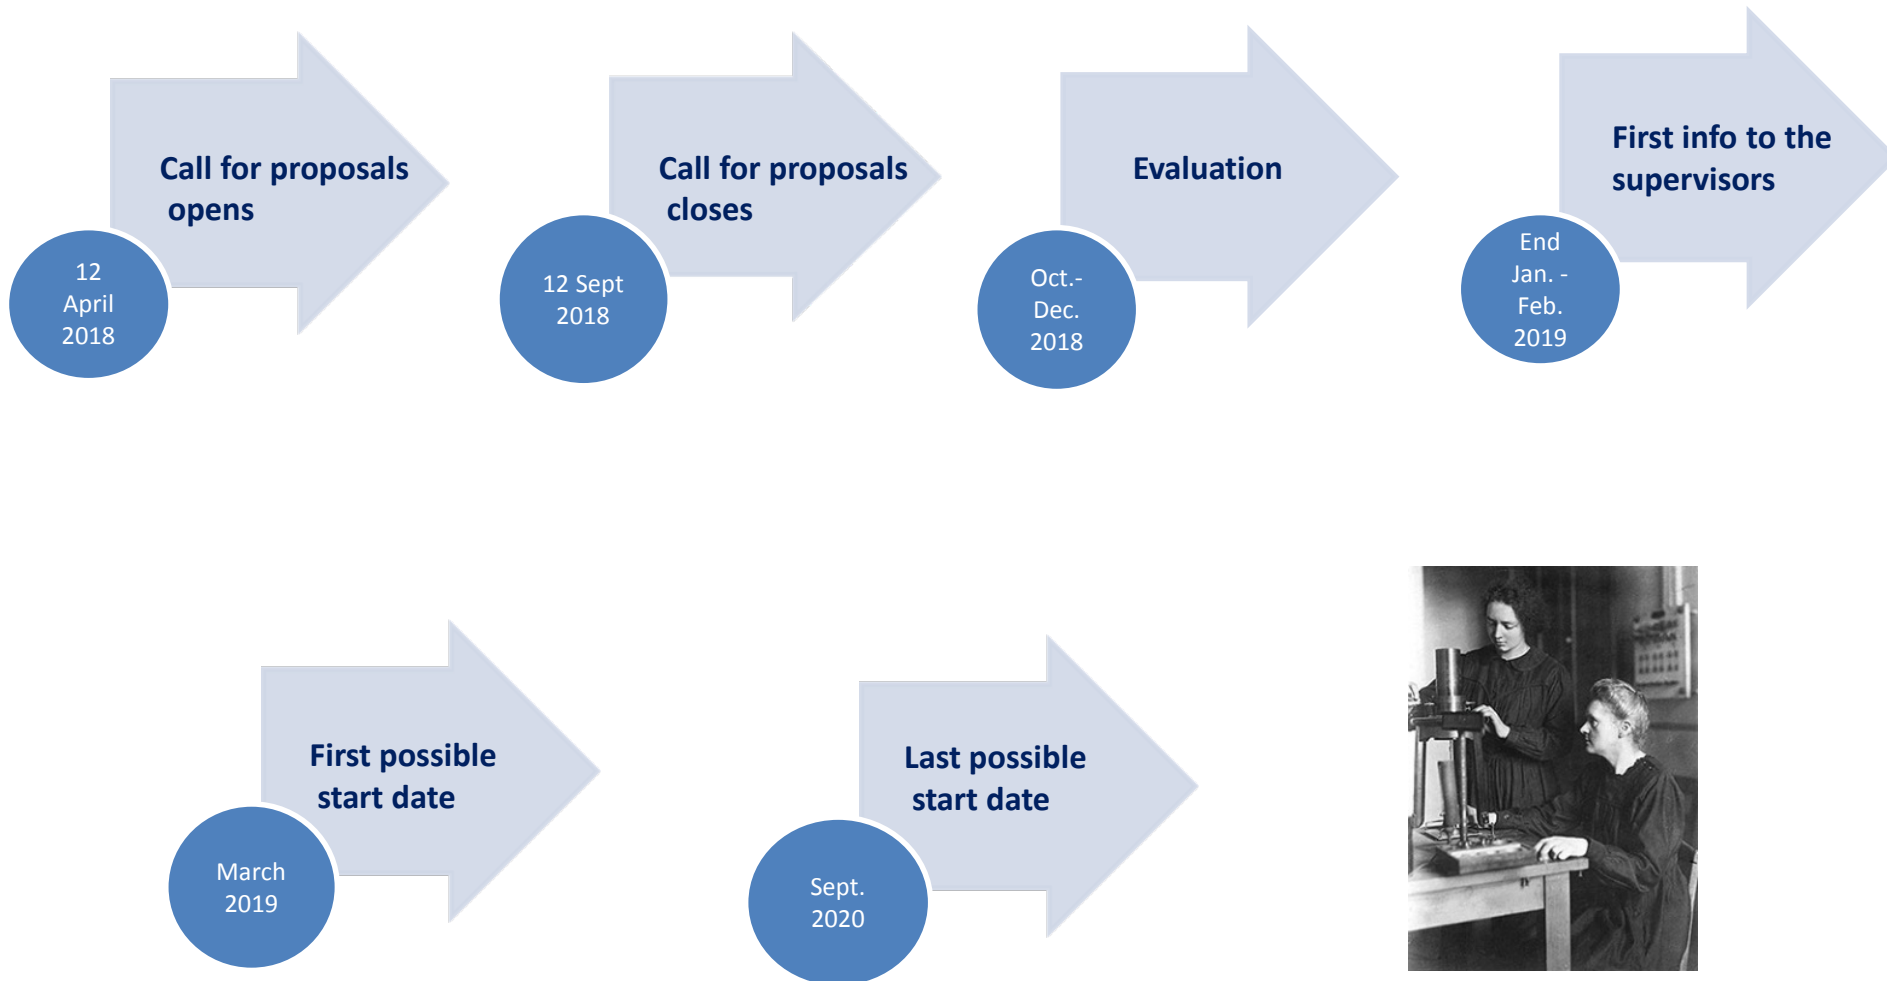 Call for proposals
opens
12
April
2018
Call for proposals
closes
12 Sept
2018
Evaluation
Oct.-
Dec.
2018
First info to the
supervisors
End
Jan. -
Feb.
2019
First possible
start date
March
2019
Last possible
start date
Sept.
2020